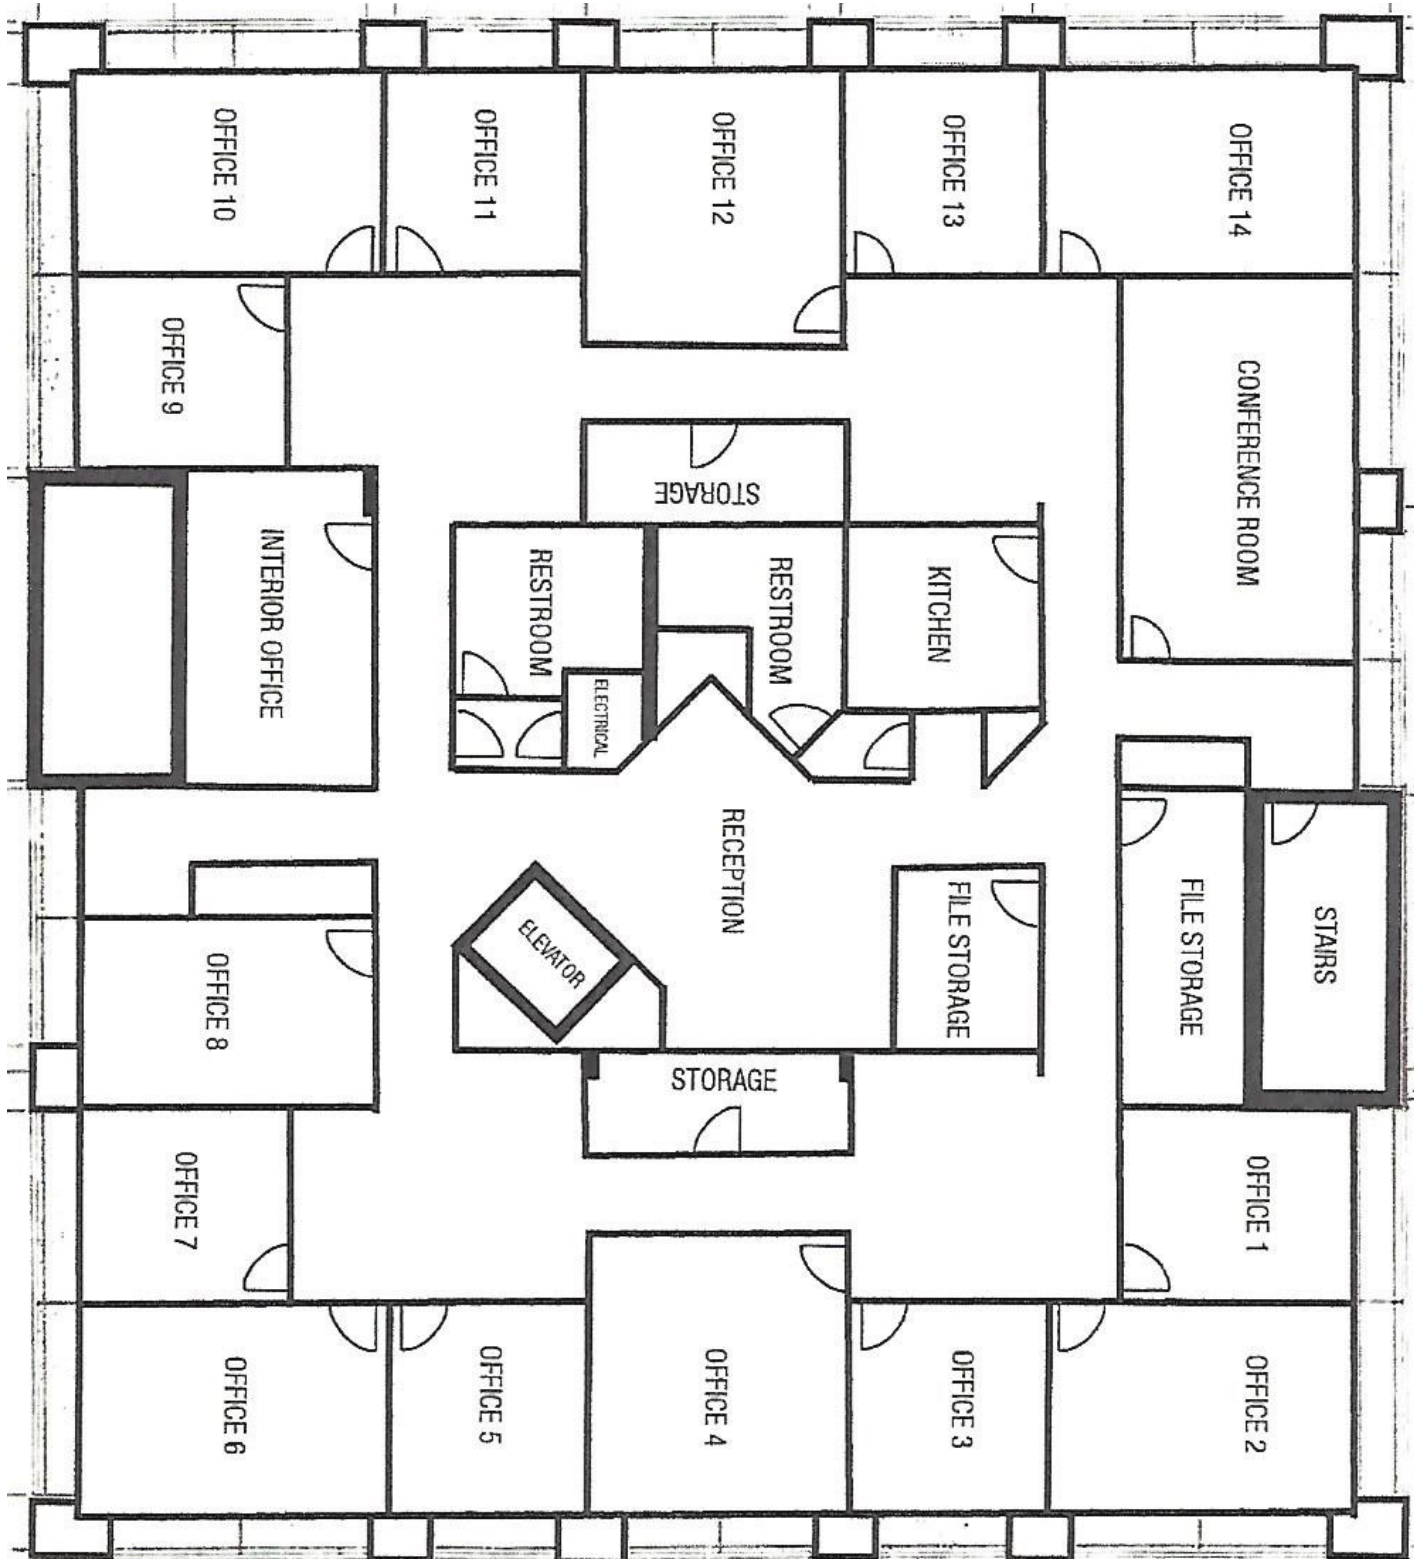 OFFICE 10
OFFICE 11
OFFICE 12
OFFICE 13
OFFICE 14
OFFICE 9
CONFERENCE ROOM
STORAGE
INTERIOR OFFICE
RESTROOM
RESTROOM
KITCHEN
ELECTRICAL
RECEPTION
ELEVATOR
FILE STORAGE
FILE STORAGE
STAIRS
OFFICE 8
STORAGE
OFFICE 7
OFFICE 1
OFFICE 6
OFFICE 5
OFFICE 4
OFFICE 3
OFFICE 2